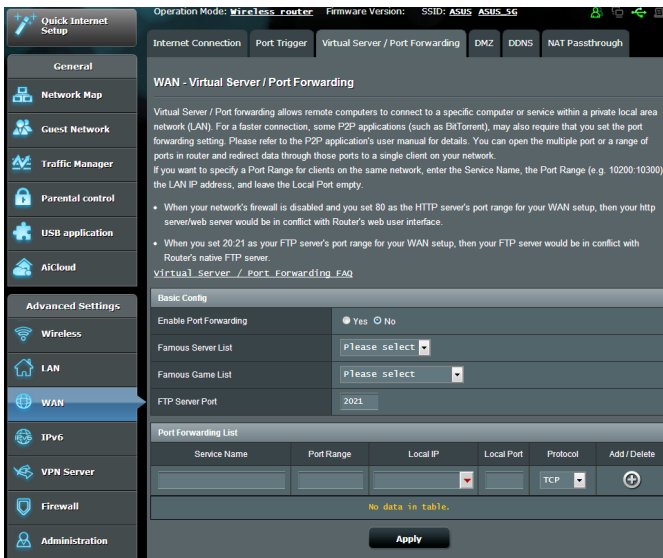 Quick Internet
Setup
General
Network Map
Guest Network
Traffic Manager
Parental control
USB application
AiCloud
Advanced Settings
Wireless
LAN
WAN
IPv6
VPN Server
Firewall
Administration
Operation Mode: Wireless router Firmware Version: SSID: ASUS ASUS_5G
Internet Connection Port Trigger Virtual Server / Port Forwarding DMZ DDNS NAT Passthrough
WAN - Virtual Server / Port Forwarding
Virtual Server / Port forwarding allows remote computers to connect to a specific computer or service within a private local area
network (LAN). For a faster connection, some P2P applications (such as BitTorrent), may also require that you set the port
forwarding setting. Please refer to the P2P application's user manual for details. You can open the multiple port or a range of
ports in router and redirect data through those ports to a single client on your network.
If you want to specify a Port Range for clients on the same network, enter the Service Name, the Port Range (e.g. 10200:10300)
the LAN IP address, and leave the Local Port empty.
• When your network's firewall is disabled and you set 80 as the HTTP server's port range for your WAN setup, then your http
server/web server would be in conflict with Router's web user interface.
• When you set 20:21 as your FTP server's port range for your WAN setup, then your FTP server would be in conflict with
Router's native FTP server.
Virtual Server / Port Forwarding FAQ
Basic Config
Enable Port Forwarding Yes No
Famous Server List Please select
Famous Game List Please select
FTP Server Port 2021
Port Forwarding List
Service Name Port Range Local IP Local Port Protocol Add / Delete
TCP
No data in table.
Apply